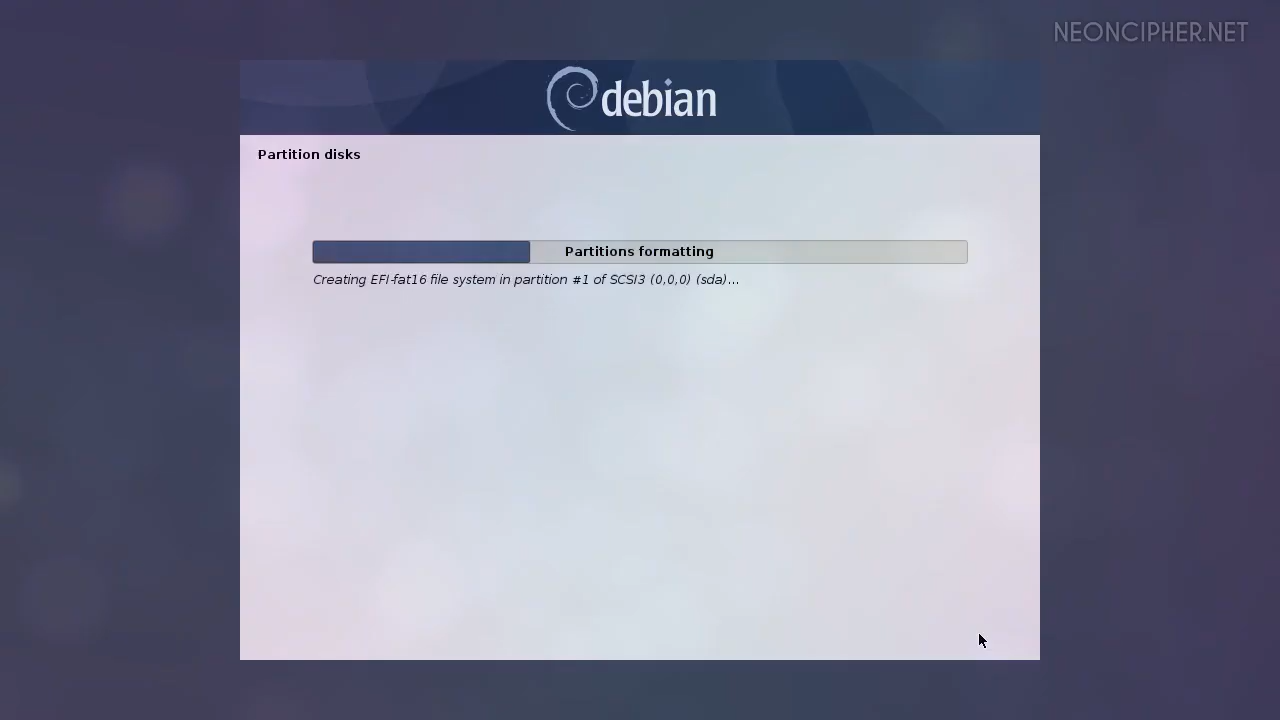 NEONCIPHER.NET
debian
Partition disks
Partitions formatting
Creating EFI-fat16 file system in partition #1 of SCSI3 (0,0,0) (sda)...